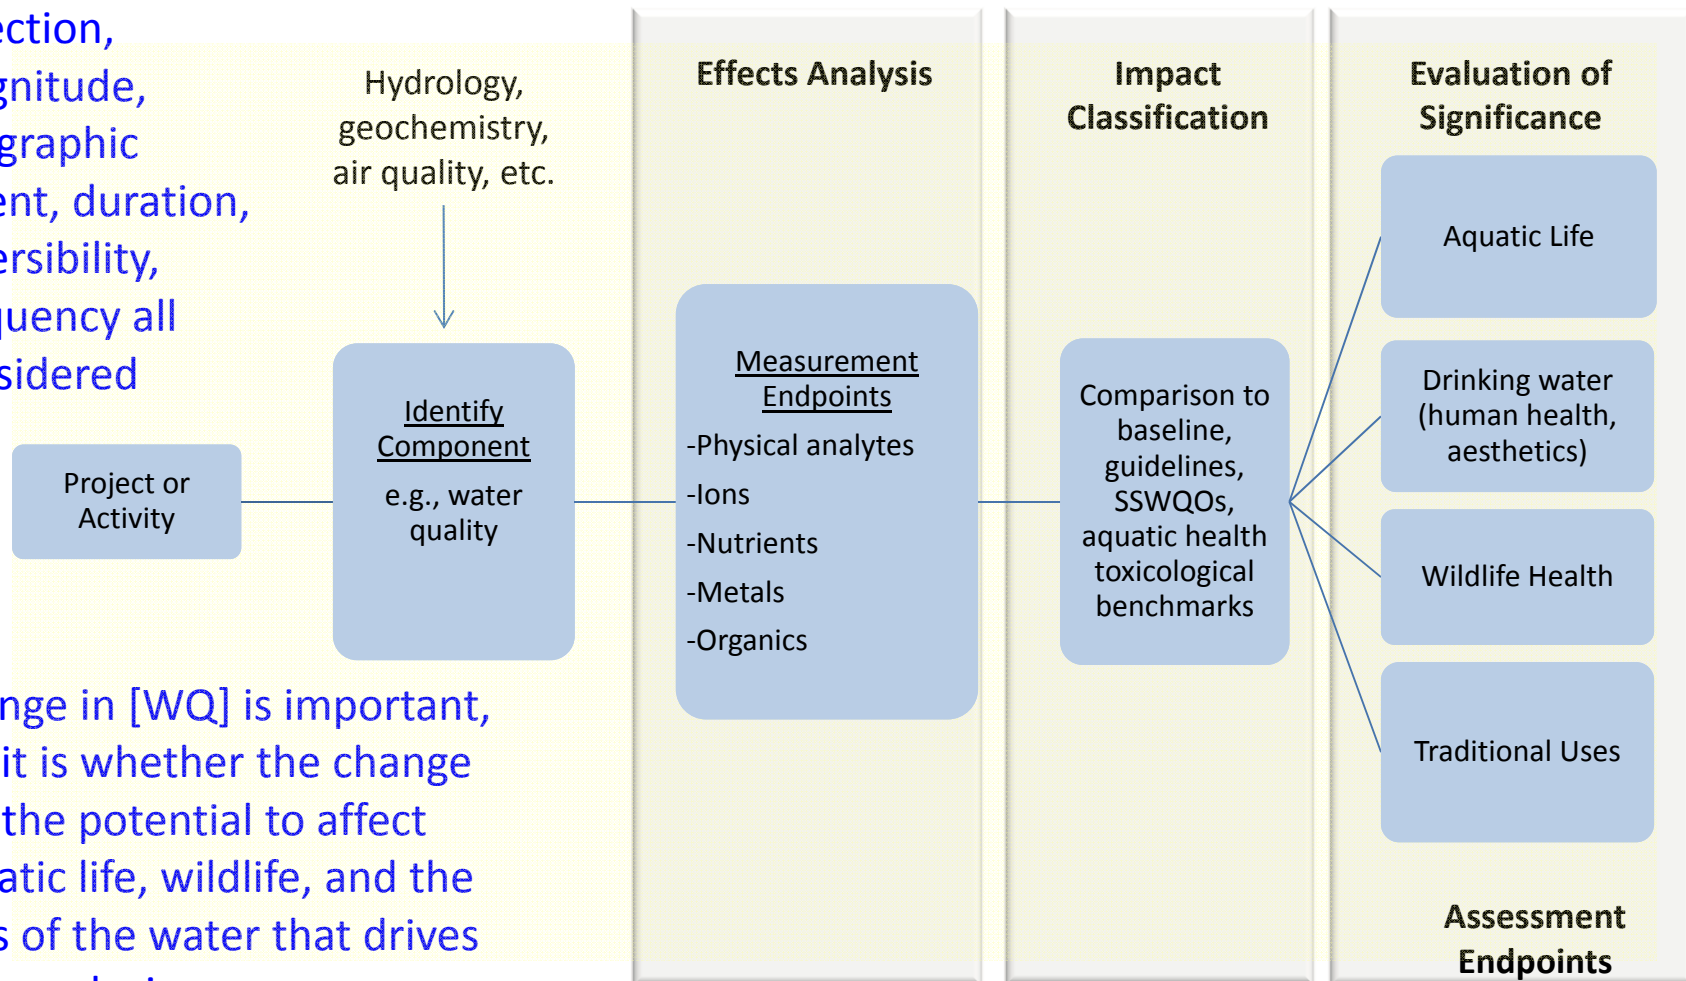 ection,
gnitude,
graphic
ent, duration,
ersibility,
quency all
sidered
Hydrology,
geochemistry,
air quality, etc.
Project or
Activity
Identify
Component
e.g., water
quality
Effects Analysis
Measurement
Endpoints
-Physical analytes
-Ions
-Nutrients
-Metals
-Organics
Impact
Classification
Comparison to
baseline,
guidelines,
SSWQOs,
aquatic health
toxicological
benchmarks
Evaluation of
Significance
Aquatic Life
Drinking water
(human health,
aesthetics)
Wildlife Health
Traditional Uses
Assessment
Endpoints
nge in [WQ] is important,
it is whether the change
the potential to affect
atic life, wildlife, and the
s of the water that drives